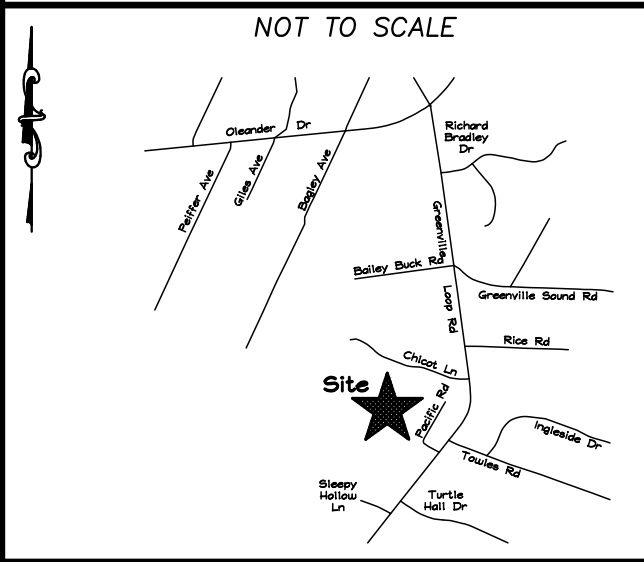 NOT TO SCALE
Oleander Dr
Richard
Bradley
Dr
Peiffer Ave
Giles Ave
Bagley Ave
Greenville
Loop Rd
Bailey Buck Rd
Greenville Sound Rd
Rice Rd
Chicot Ln
Site
Pacific Rd
Ingleside Dr
Towles Rd
Sleepy
Hollow
Ln
Turtle
Hall Dr